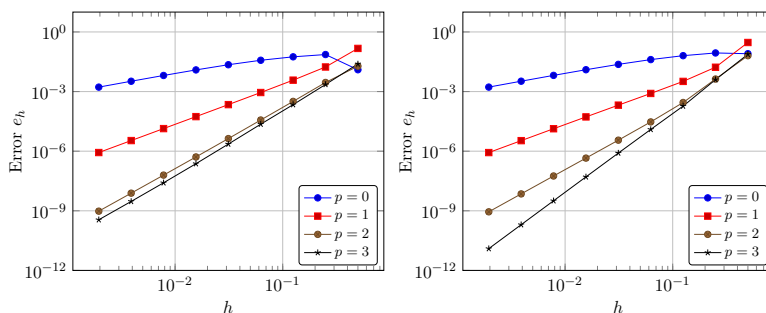 10^0
10^−3
10^−6
10^−9
10^−12
Error e_h
10^−2
10^−1
h
p = 0
p = 1
p = 2
p = 3
10^0
10^−3
10^−6
10^−9
10^−12
Error e_h
10^−2
10^−1
h
p = 0
p = 1
p = 2
p = 3